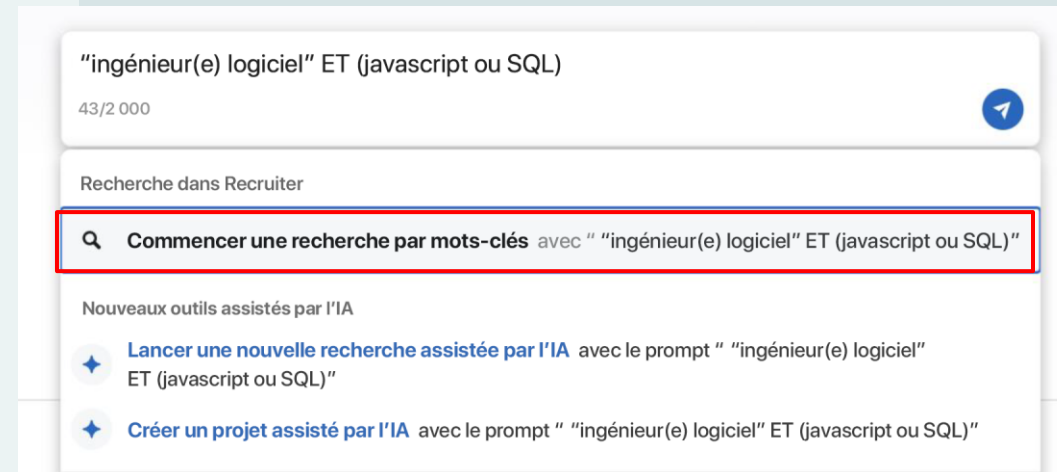 “ingénieur(e) logiciel” ET (javascript ou SQL)
43/2 000
Recherche dans Recruiter
Commencer une recherche par mots-clés avec “ “ingénieur(e) logiciel” ET (javascript ou SQL)”
Nouveaux outils assistés par l’IA
Lancer une nouvelle recherche assistée par l’IA avec le prompt “ “ingénieur(e) logiciel”
ET (javascript ou SQL)”
Créer un projet assisté par l’IA avec le prompt “ “ingénieur(e) logiciel” ET (javascript ou SQL)”